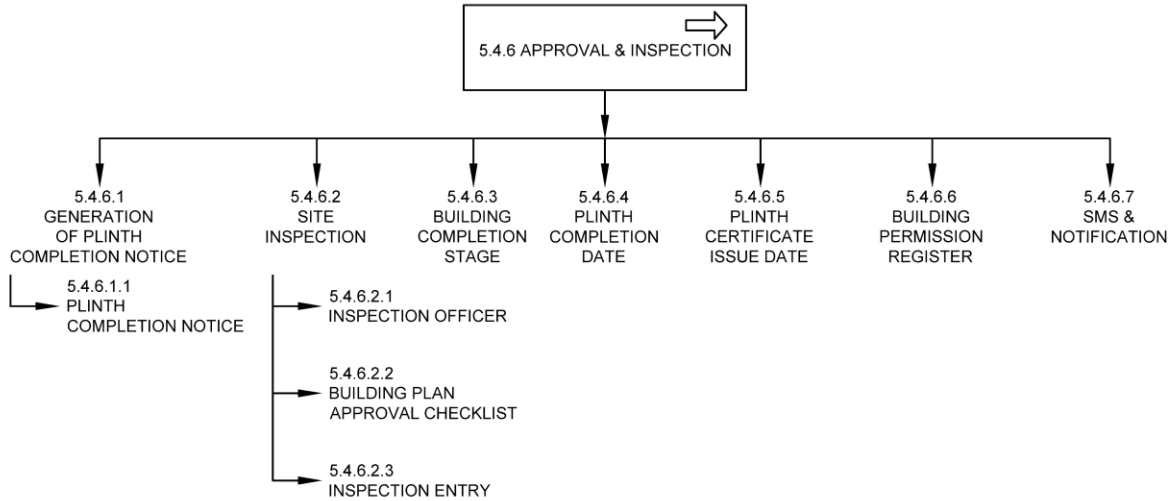 5.4.6 APPROVAL & INSPECTION
5.4.6.1
GENERATION
OF PLINTH
COMPLETION NOTICE
5.4.6.2
SITE
INSPECTION
5.4.6.3
BUILDING
COMPLETION
STAGE
5.4.6.4
PLINTH
COMPLETION
DATE
5.4.6.5
PLINTH
CERTIFICATE
ISSUE DATE
5.4.6.6
BUILDING
PERMISSION
REGISTER
5.4.6.7
SMS &
NOTIFICATION
5.4.6.1.1
PLINTH
COMPLETION NOTICE
5.4.6.2.1
INSPECTION OFFICER
5.4.6.2.2
BUILDING PLAN
APPROVAL CHECKLIST
5.4.6.2.3
INSPECTION ENTRY